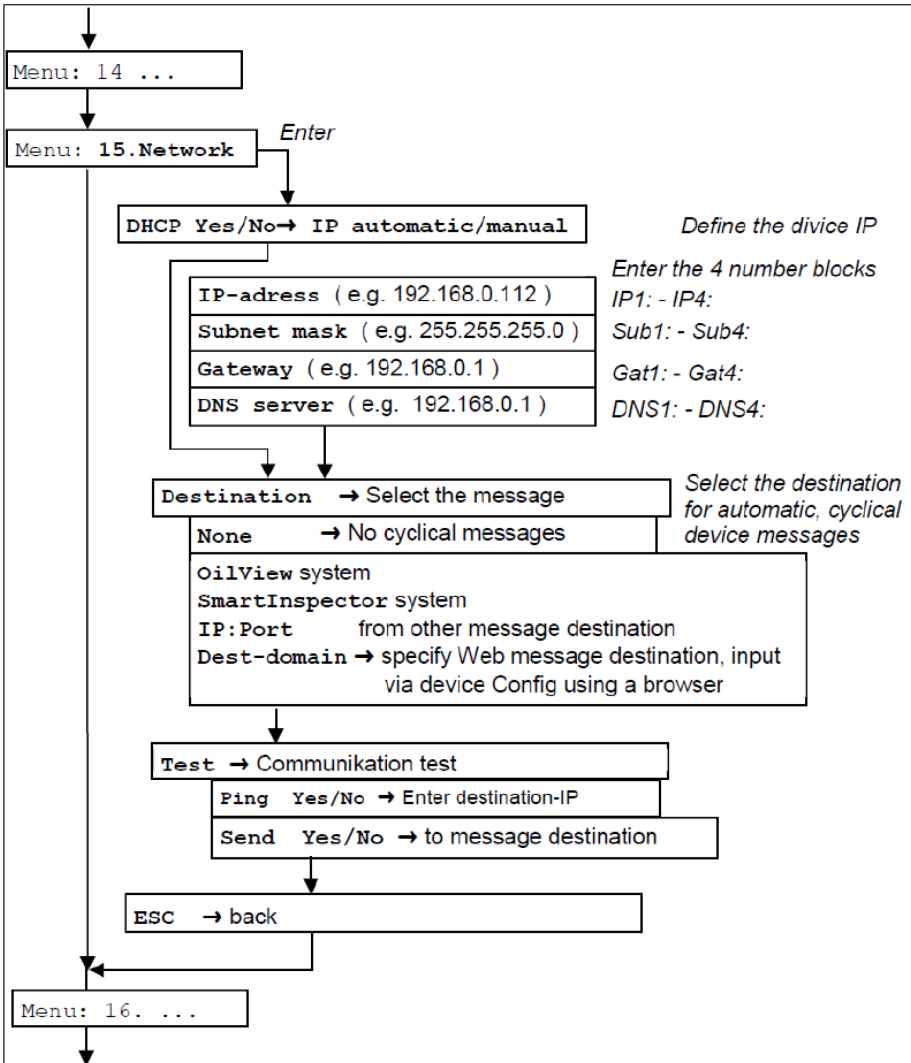 Menu: 14 ...
Enter
Menu: 15.Network
DHCP Yes/No→ IP automatic/manual
Define the divice IP
Enter the 4 number blocks
IP-adress ( e.g. 192.168.0.112 )
IP1: - IP4:
Subnet mask ( e.g. 255.255.255.0 )
Sub1: - Sub4:
Gateway ( e.g. 192.168.0.1 )
Gat1: - Gat4:
DNS server ( e.g. 192.168.0.1 )
DNS1: - DNS4:
Destination → Select the message
Select the destination
for automatic, cyclical
device messages
None → No cyclical messages
OilView system
SmartInspector system
IP:Port from other message destination
Dest-domain → specify Web message destination, input
via device Config using a browser
Test → Communikation test
Ping Yes/No → Enter destination-IP
Send Yes/No → to message destination
ESC → back
Menu: 16. ...